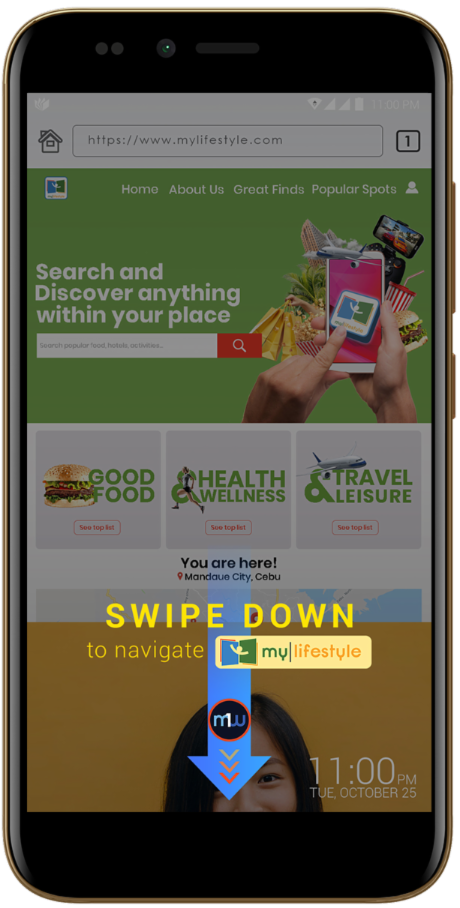 11:00 PM
https://www.mylifestyle.com
1
Home About Us Great Finds Popular Spots
Search and
Discover anything
within your place
Search popular food, hotels, activities...
GOOD
FOOD
See top list
& HEALTH
WELLNESS
See top list
& TRAVEL
LEISURE
See top list
You are here!
Mandaue City, Cebu
SWIPE DOWN
to navigate my|lifestyle
m1w
11:00PM
TUE, OCTOBER 25